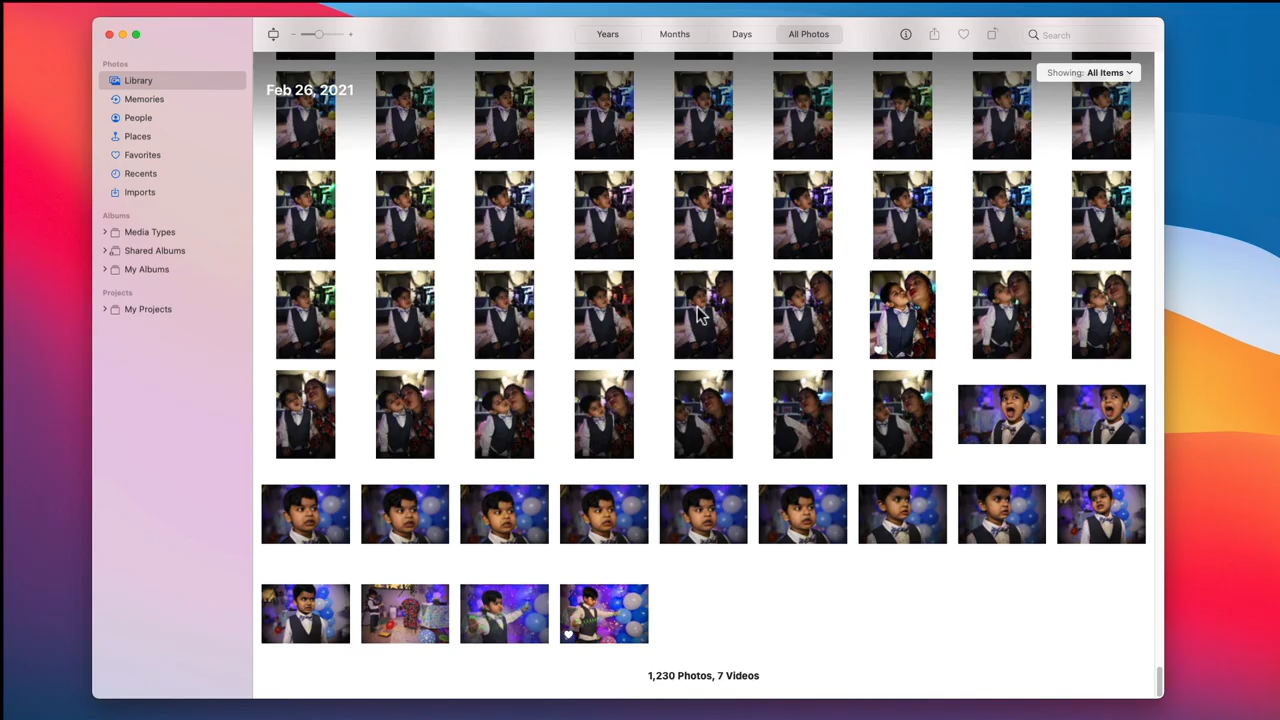 Years
Months
Days
All Photos
Search
Photos
Library
Memories
People
Places
Favorites
Recents
Imports
Albums
Media Types
Shared Albums
My Albums
Projects
My Projects
Feb 26, 2021
Showing: All Items
1,230 Photos, 7 Videos